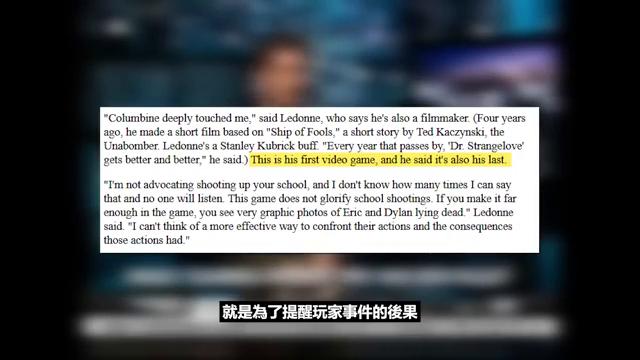 "Columbine deeply touched me," said Ledonne, who says he's also a filmmaker. (Four years
ago, he made a short film based on "Ship of Fools," a short story by Ted Kaczynski, the
Unabomber. Ledonne's a Stanley Kubrick buff. "Every year that passes by, 'Dr. Strangelove'
gets better and better," he said.) This is his first video game, and he said it's also his last.
"I'm not advocating shooting up your school, and I don't know how many times I can say
that and no one will listen. This game does not glorify school shootings. If you make it far
enough in the game, you see very graphic photos of Eric and Dylan lying dead." Ledonne
said. "I can't think of a more effective way to confront their actions and the consequences
those actions had."
就是為了提醒玩家事件的後果